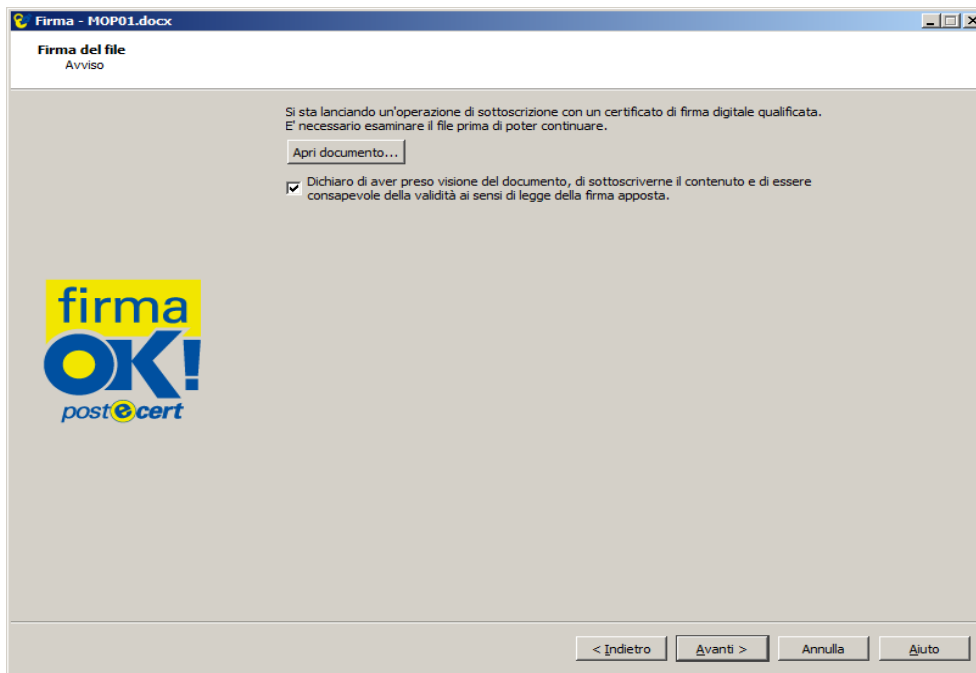 Firma - MOP01.docx
Firma del file
Avviso
Si sta lanciando un'operazione di sottoscrizione con un certificato di firma digitale qualificata.
E' necessario esaminare il file prima di poter continuare.
Apri documento...
Dichiaro di aver preso visione del documento, di sottoscriverne il contenuto e di essere
consapevole della validità ai sensi di legge della firma apposta.
firma
OK!
postecert
< Indietro
Avanti >
Annulla
Aiuto